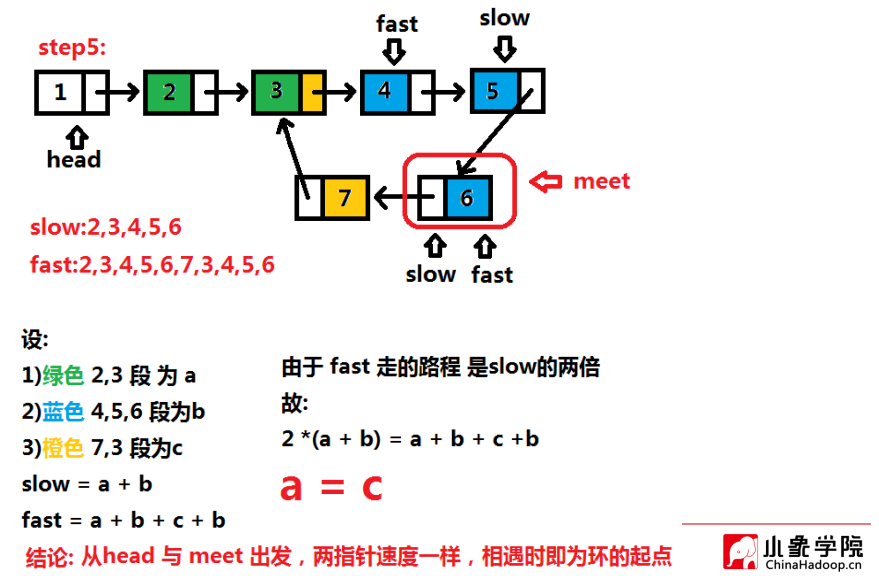 step5:
fast
slow
1
2
3
4
5
head
7
6
meet
slow
fast
slow:2,3,4,5,6
fast:2,3,4,5,6,7,3,4,5,6
设:
1)绿色 2,3 段 为 a
2)蓝色 4,5,6 段为b
3)橙色 7,3 段为c
slow = a + b
fast = a + b + c + b
由于 fast 走的路程 是slow的两倍
故:
2 *(a + b) = a + b + c +b
a = c
结论: 从head 与 meet 出发，两指针速度一样，相遇时即为环的起点
小象学院
ChinaHadoop.cn